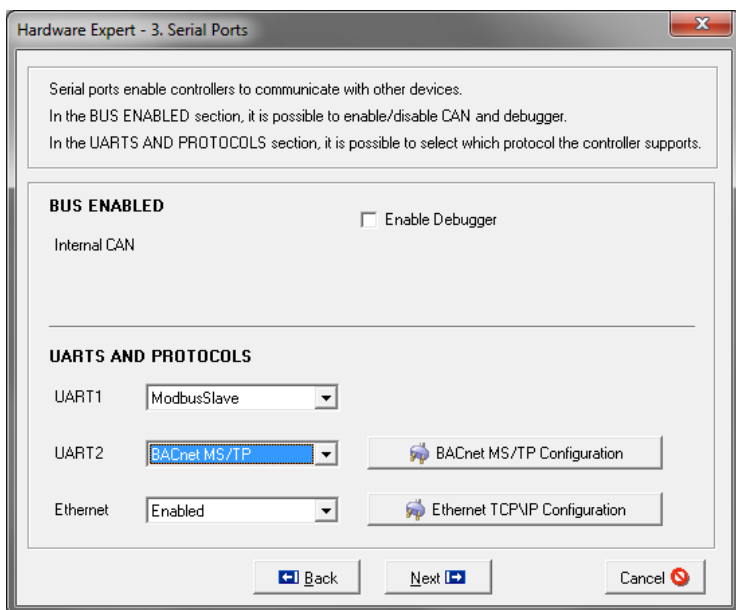 Hardware Expert - 3. Serial Ports
Serial ports enable controllers to communicate with other devices.
In the BUS ENABLED section, it is possible to enable/disable CAN and debugger.
In the UARTS AND PROTOCOLS section, it is possible to select which protocol the controller supports.
BUS ENABLED
Enable Debugger
Internal CAN
UARTS AND PROTOCOLS
UART1 ModbusSlave
UART2 BACnet MS/TP BACnet MS/TP Configuration
Ethernet Enabled Ethernet TCP\IP Configuration
Back Next Cancel